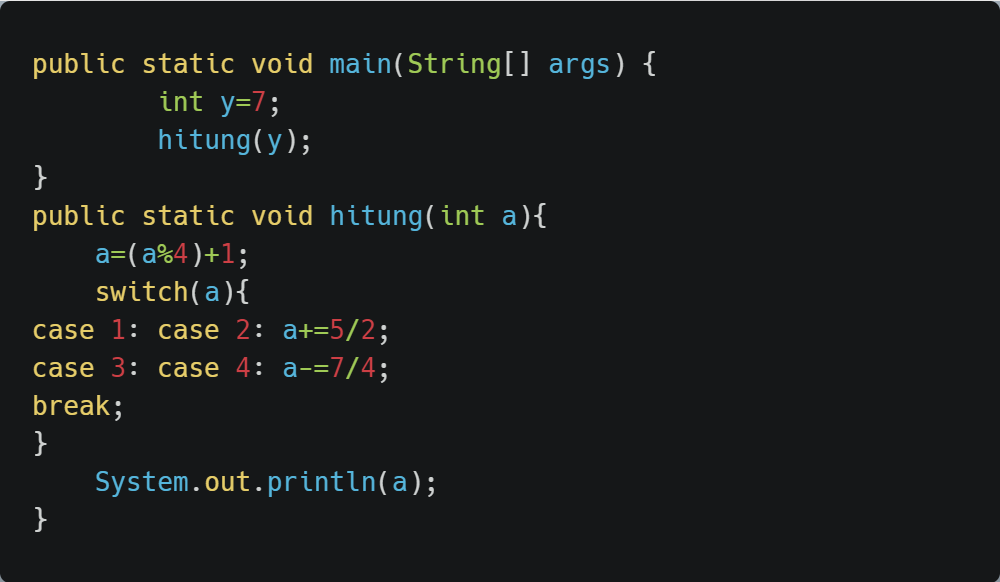 public static void main(String[] args) {
        int y=7;
        hitung(y);
}
public static void hitung(int a){
    a=(a%4)+1;
    switch(a){
case 1: case 2: a+=5/2;
case 3: case 4: a-=7/4;
break;
}
    System.out.println(a);
}